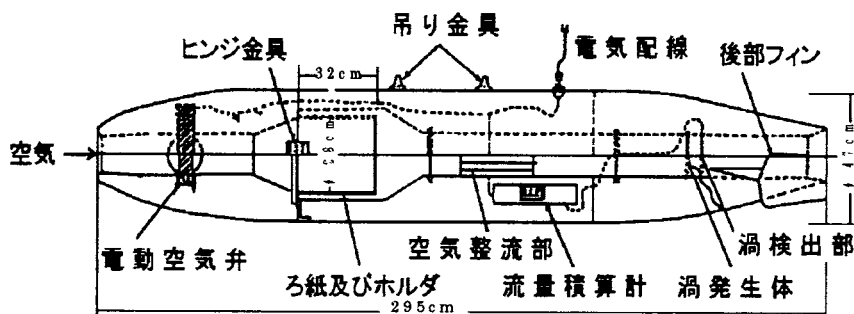 吊り金具
ヒンジ金具
電気配線
後部フィン
32cm
空気
電動空気弁
ろ紙及びホルダ
空気整流部
流量積算計
渦発生体
渦検出部
295cm